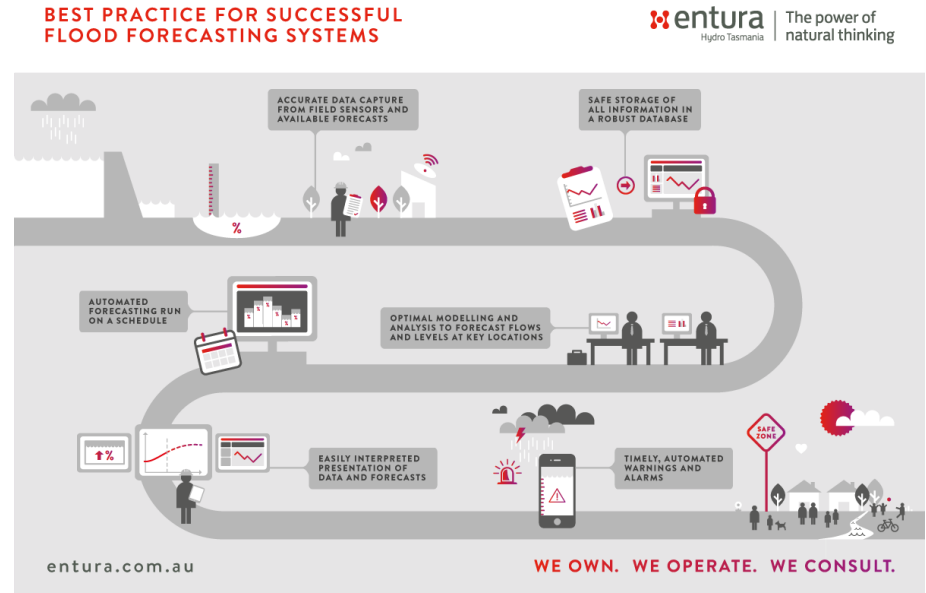 BEST PRACTICE FOR SUCCESSFUL
FLOOD FORECASTING SYSTEMS
entura
Hydro Tasmania
The power of
natural thinking
ACCURATE DATA CAPTURE
FROM FIELD SENSORS AND
AVAILABLE FORECASTS
SAFE STORAGE OF
ALL INFORMATION IN
A ROBUST DATABASE
%
AUTOMATED
FORECASTING RUN
ON A SCHEDULE
% % % % %
OPTIMAL MODELLING AND
ANALYSIS TO FORECAST FLOWS
AND LEVELS AT KEY LOCATIONS
%
EASILY INTERPRETED
PRESENTATION OF
DATA AND FORECASTS
TIMELY, AUTOMATED
WARNINGS AND
ALARMS
!
SAFE
ZONE
entura.com.au
WE OWN. WE OPERATE. WE CONSULT.